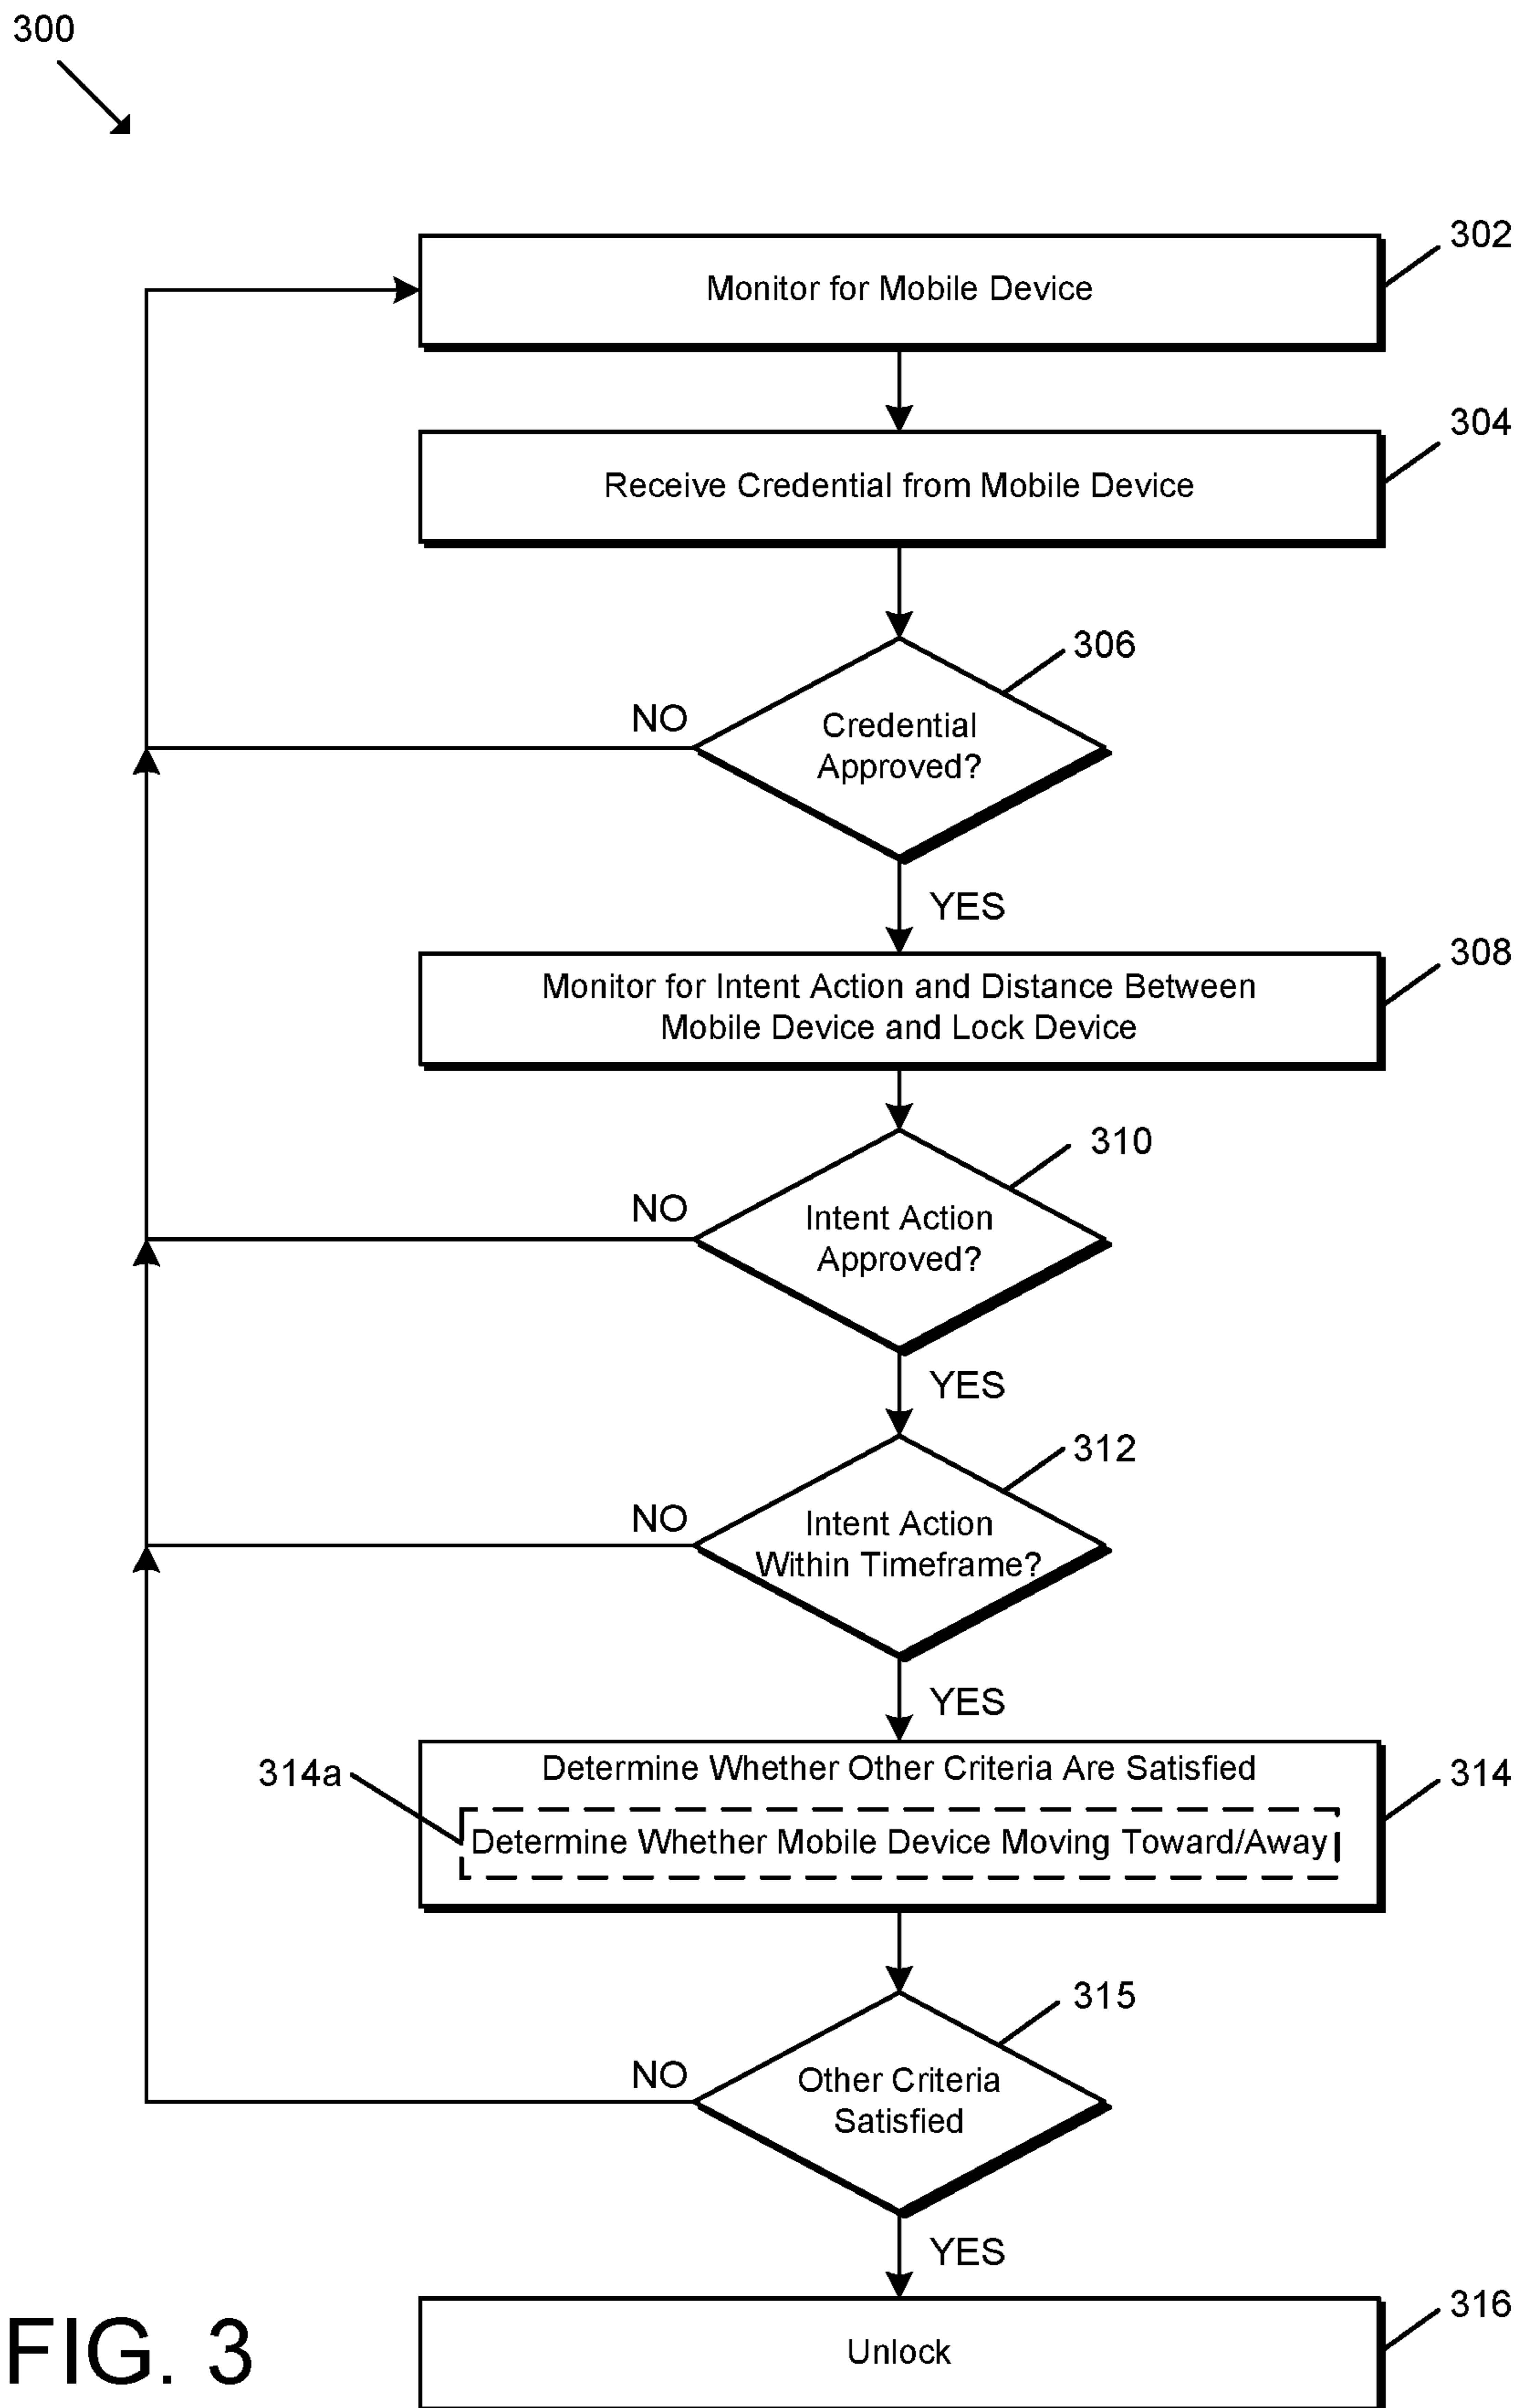 300
302
Monitor for Mobile Device
304
Receive Credential from Mobile Device
306
NO
Credential
Approved?
YES
308
Monitor for Intent Action and Distance Between
Mobile Device and Lock Device
310
NO
Intent Action
Approved?
YES
312
NO
Intent Action
Within Timeframe?
YES
314
Determine Whether Other Criteria Are Satisfied
314a
Determine Whether Mobile Device Moving Toward/Away
315
NO
Other Criteria
Satisfied
YES
316
Unlock
FIG. 3